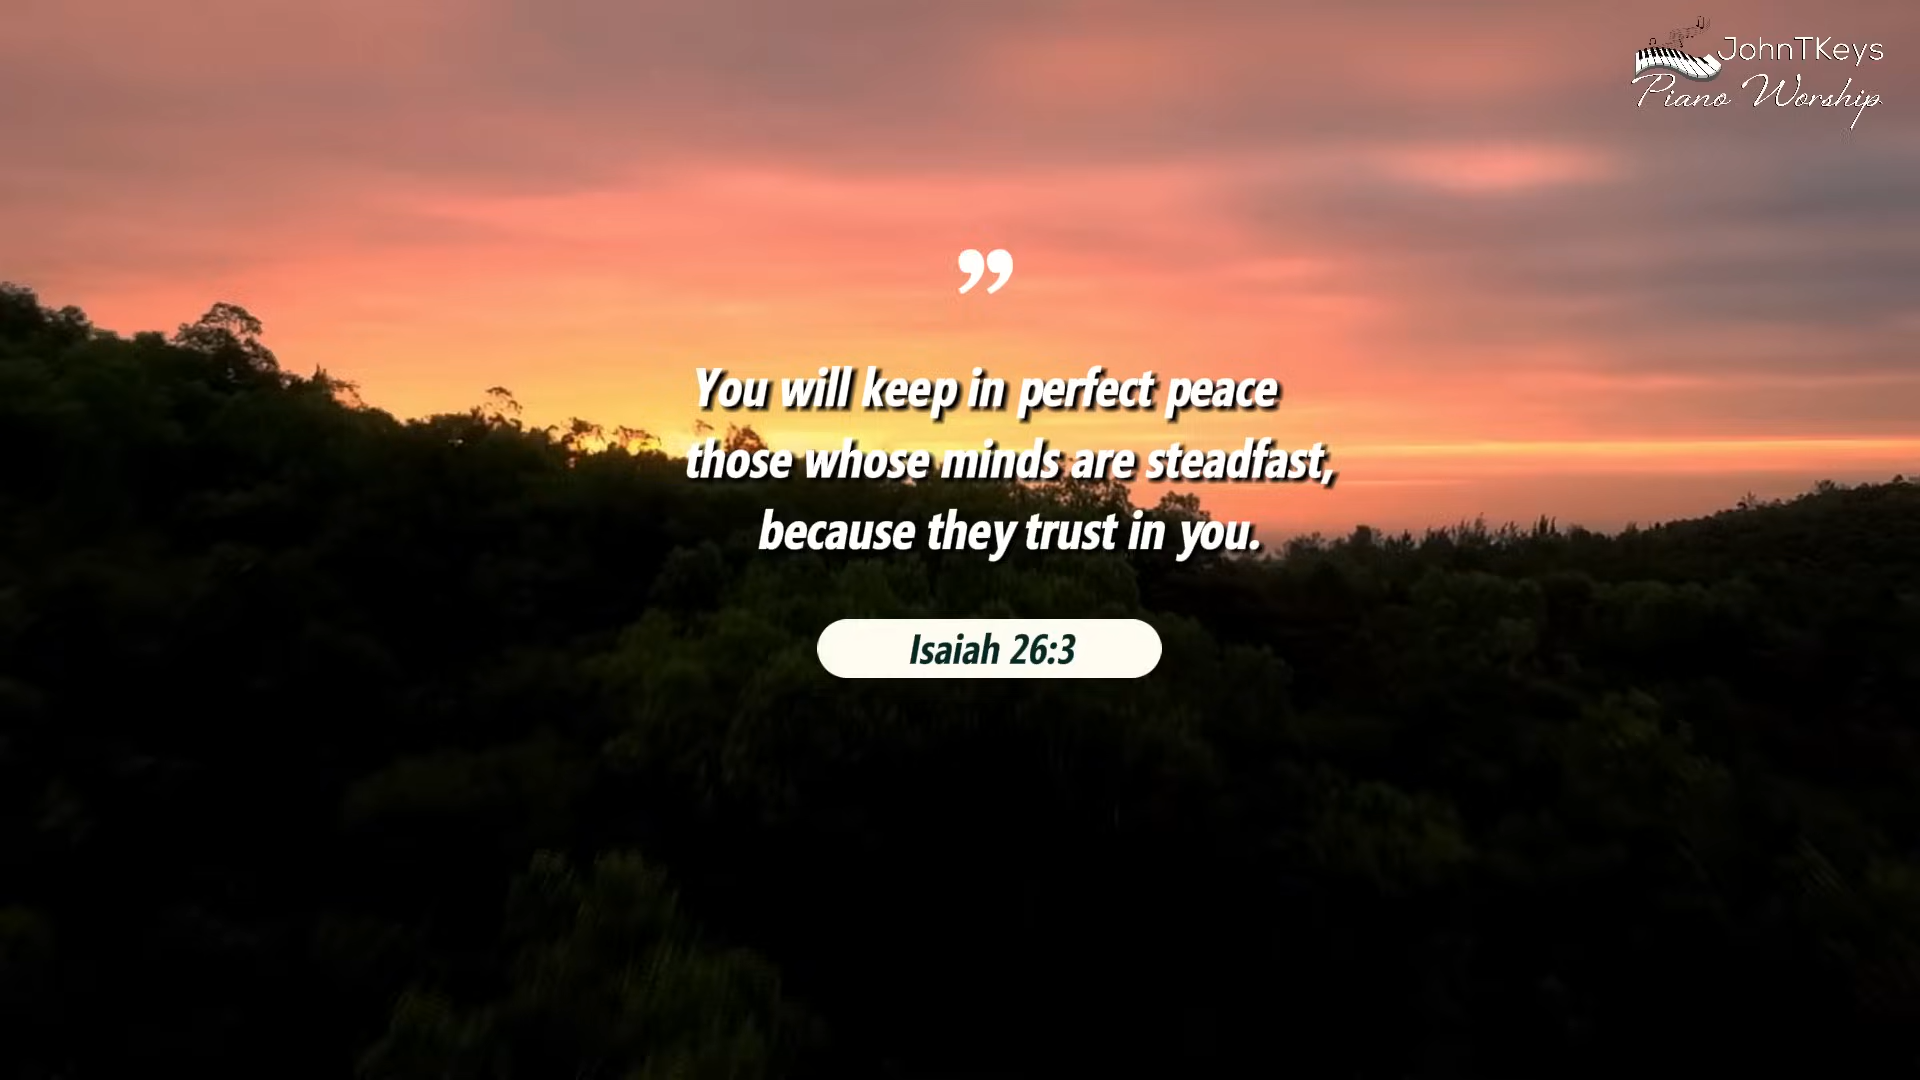 JohnTKeys
Piano Worship
”
You will keep in perfect peace
those whose minds are steadfast,
because they trust in you.
Isaiah 26:3